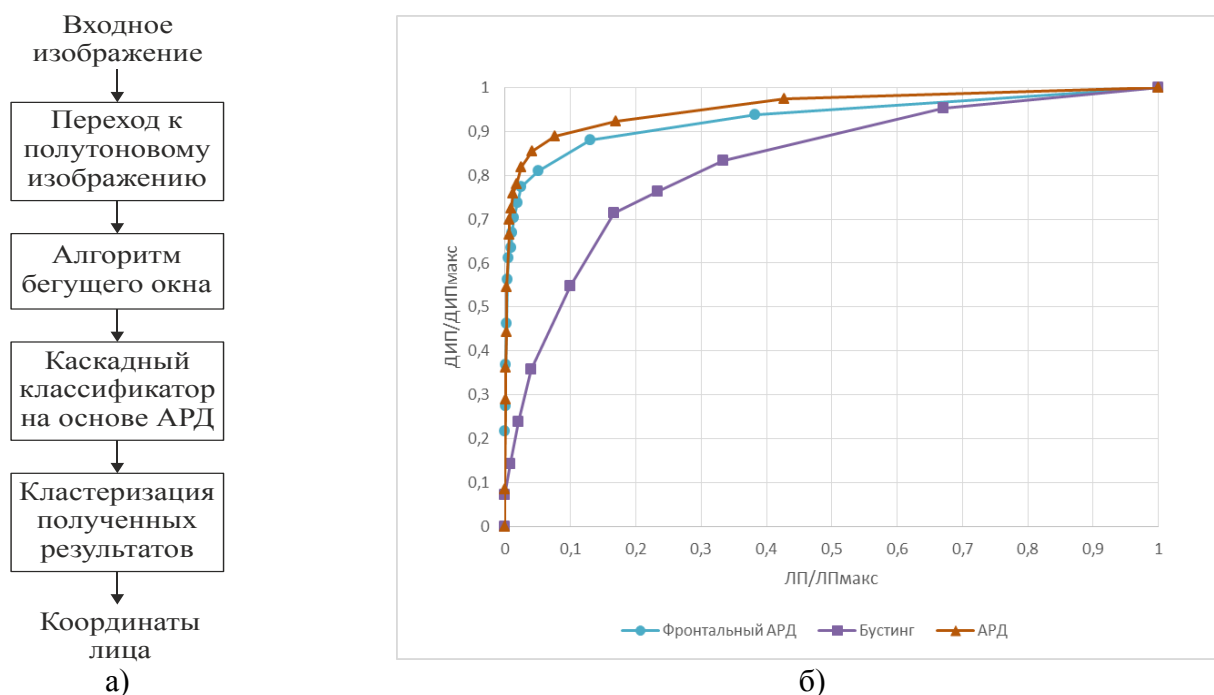 Входное
изображение
Переход к
полутоновому
изображению
Алгоритм
бегущего окна
Каскадный
классификатор
на основе АРД
Кластеризация
полученных
результатов
Координаты
лица
а)
ДИП/ДИПмакс
1
0,9
0,8
0,7
0,6
0,5
0,4
0,3
0,2
0,1
0
0 0,1 0,2 0,3 0,4 0,5 0,6 0,7 0,8 0,9 1
ЛП/ЛПмакс
Фронтальный АРД Бустинг АРД
б)